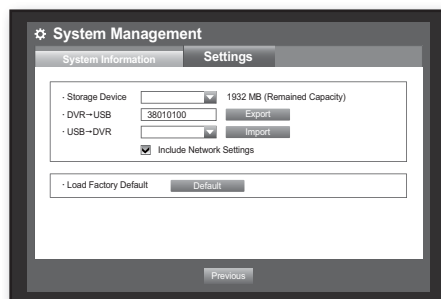 System Management
System Information Settings
· Storage Device 1932 MB (Remained Capacity)
· DVR→USB 38010100 Export
· USB→DVR Import
Include Network Settings
· Load Factory Default Default
Previous